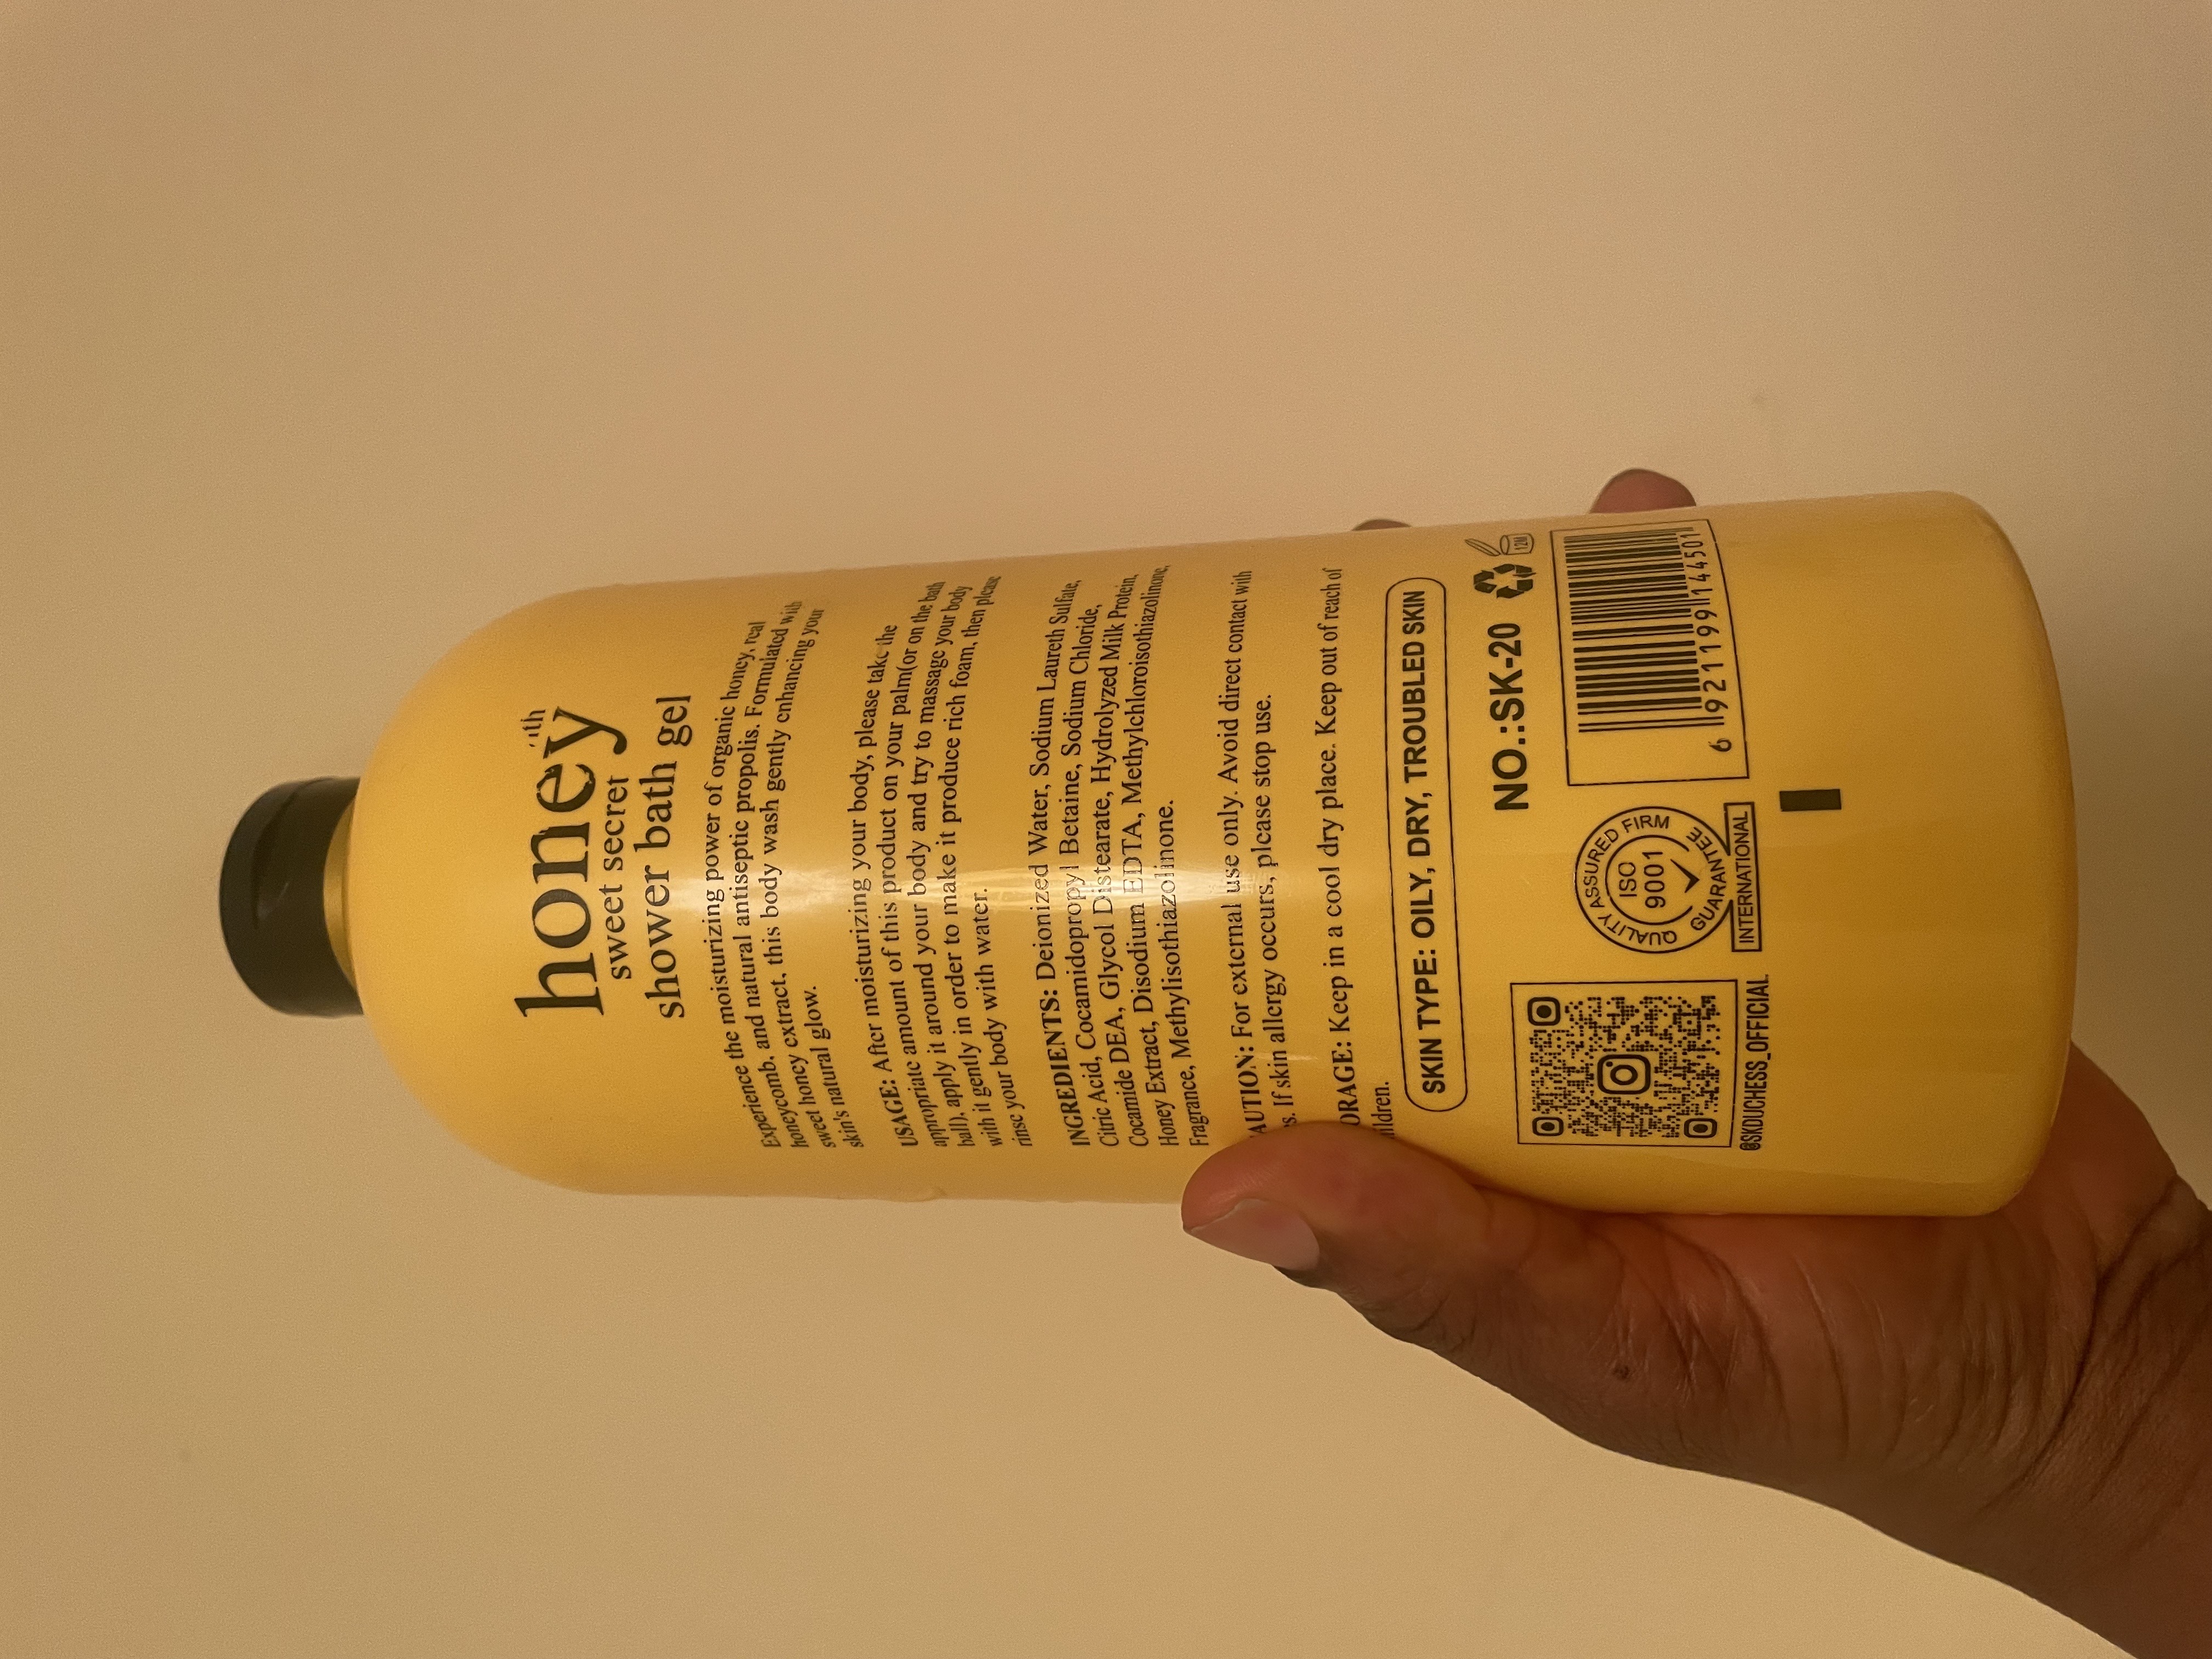 honey
sweet secret
shower bath gel
Experience the moisturizing power of organic honey, real
honeycomb, and natural antiseptic propolis. Formulated with
sweet honey extract, this body wash gently enhancing your
skin's natural glow.
USAGE: After moisturizing your body, please take the
appropriate amount of this product on your palm(or on the bath
ball), apply it around your body and try to massage your body
with it gently in order to make it produce rich foam, then please
rinse your body with water.
INGREDIENTS: Deionized Water, Sodium Laureth Sulfate,
Citric Acid, Cocamidopropyl Betaine, Sodium Chloride,
Cocamide DEA, Glycol Distearate, Hydrolyzed Milk Protein,
Honey Extract, Disodium EDTA, Methylchloroisothiazolinone,
Fragrance, Methylisothiazolinone.
AUTION: For external use only. Avoid direct contact with
s. If skin allergy occurs, please stop use.
ORAGE: Keep in a cool dry place. Keep out of reach of
ildren.
SKIN TYPE: OILY, DRY, TROUBLED SKIN
NO.:SK-20
12M
QUALITY ASSURED FIRM
ISO
9001
GUARANTEE
INTERNATIONAL
6 921199 144501
@SKDUCHESS_OFFICIAL